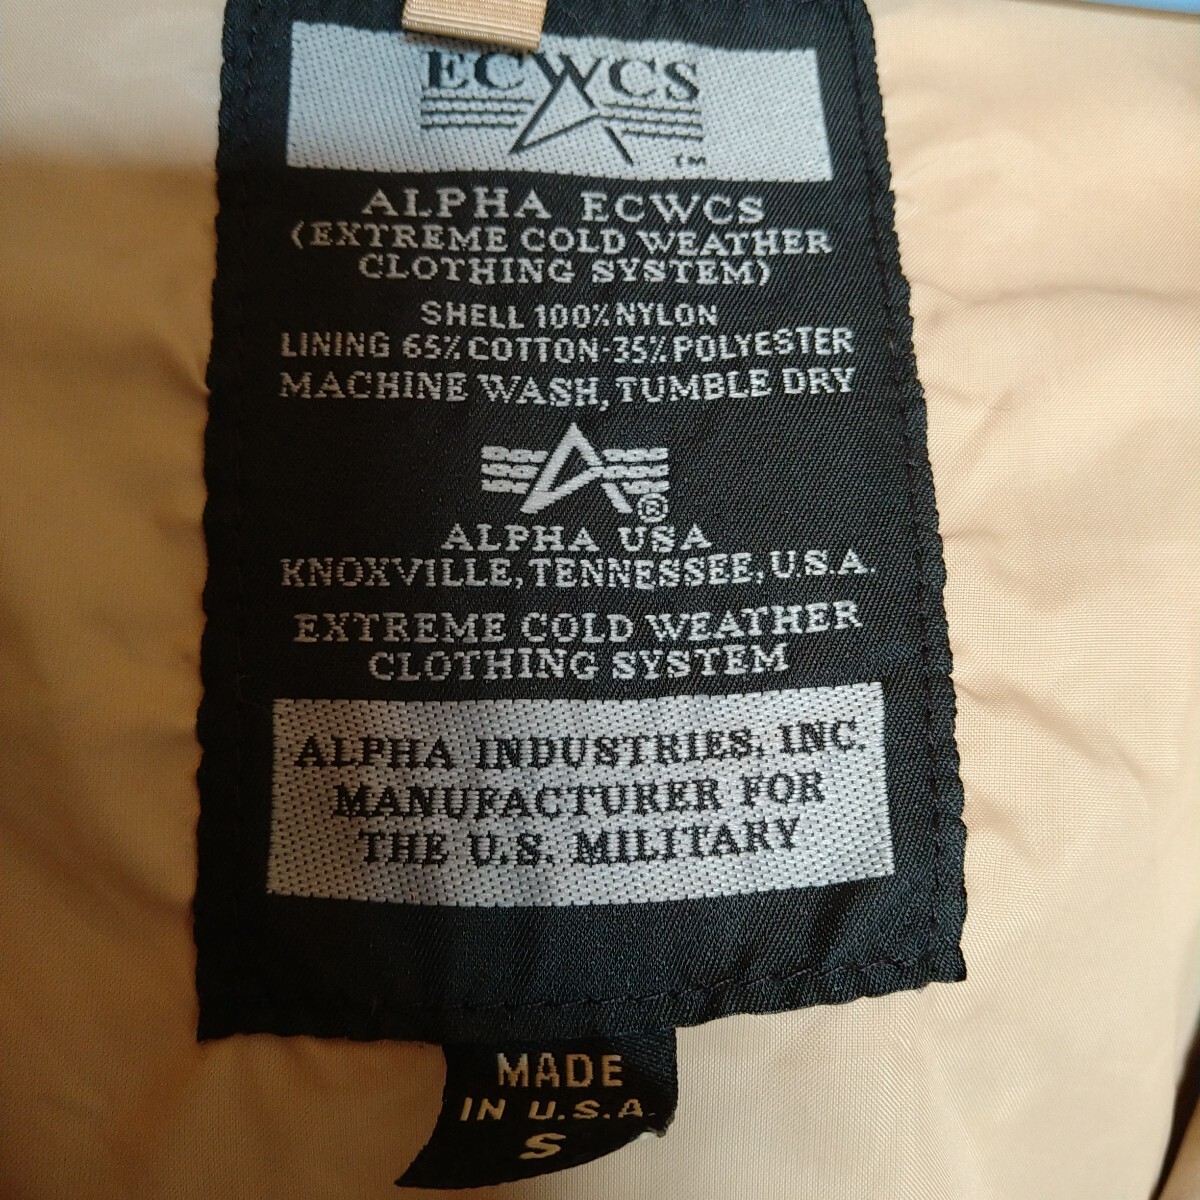 ECWCS
TM
ALPHA ECWCS
(EXTREME COLD WEATHER
CLOTHING SYSTEM)
SHELL 100% NYLON
LINING 65% COTTON-35% POLYESTER
MACHINE WASH, TUMBLE DRY
®
ALPHA USA
KNOXVILLE, TENNESSEE, U.S.A.
EXTREME COLD WEATHER
CLOTHING SYSTEM
ALPHA INDUSTRIES, INC.
MANUFACTURER FOR
THE U.S. MILITARY
MADE
IN U.S.A.
S